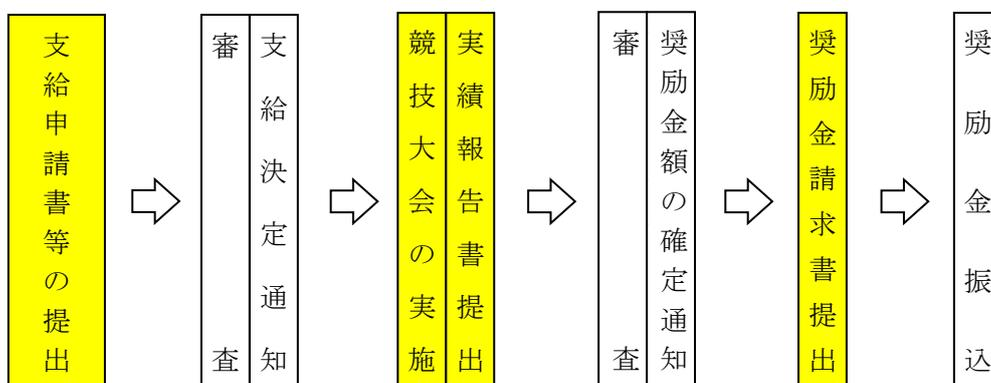 支給申請書等の提出
支給決定通知
審査
実績報告書提出
競技大会の実施
奨励金額の確定通知
審査
奨励金請求書提出
奨励金振込